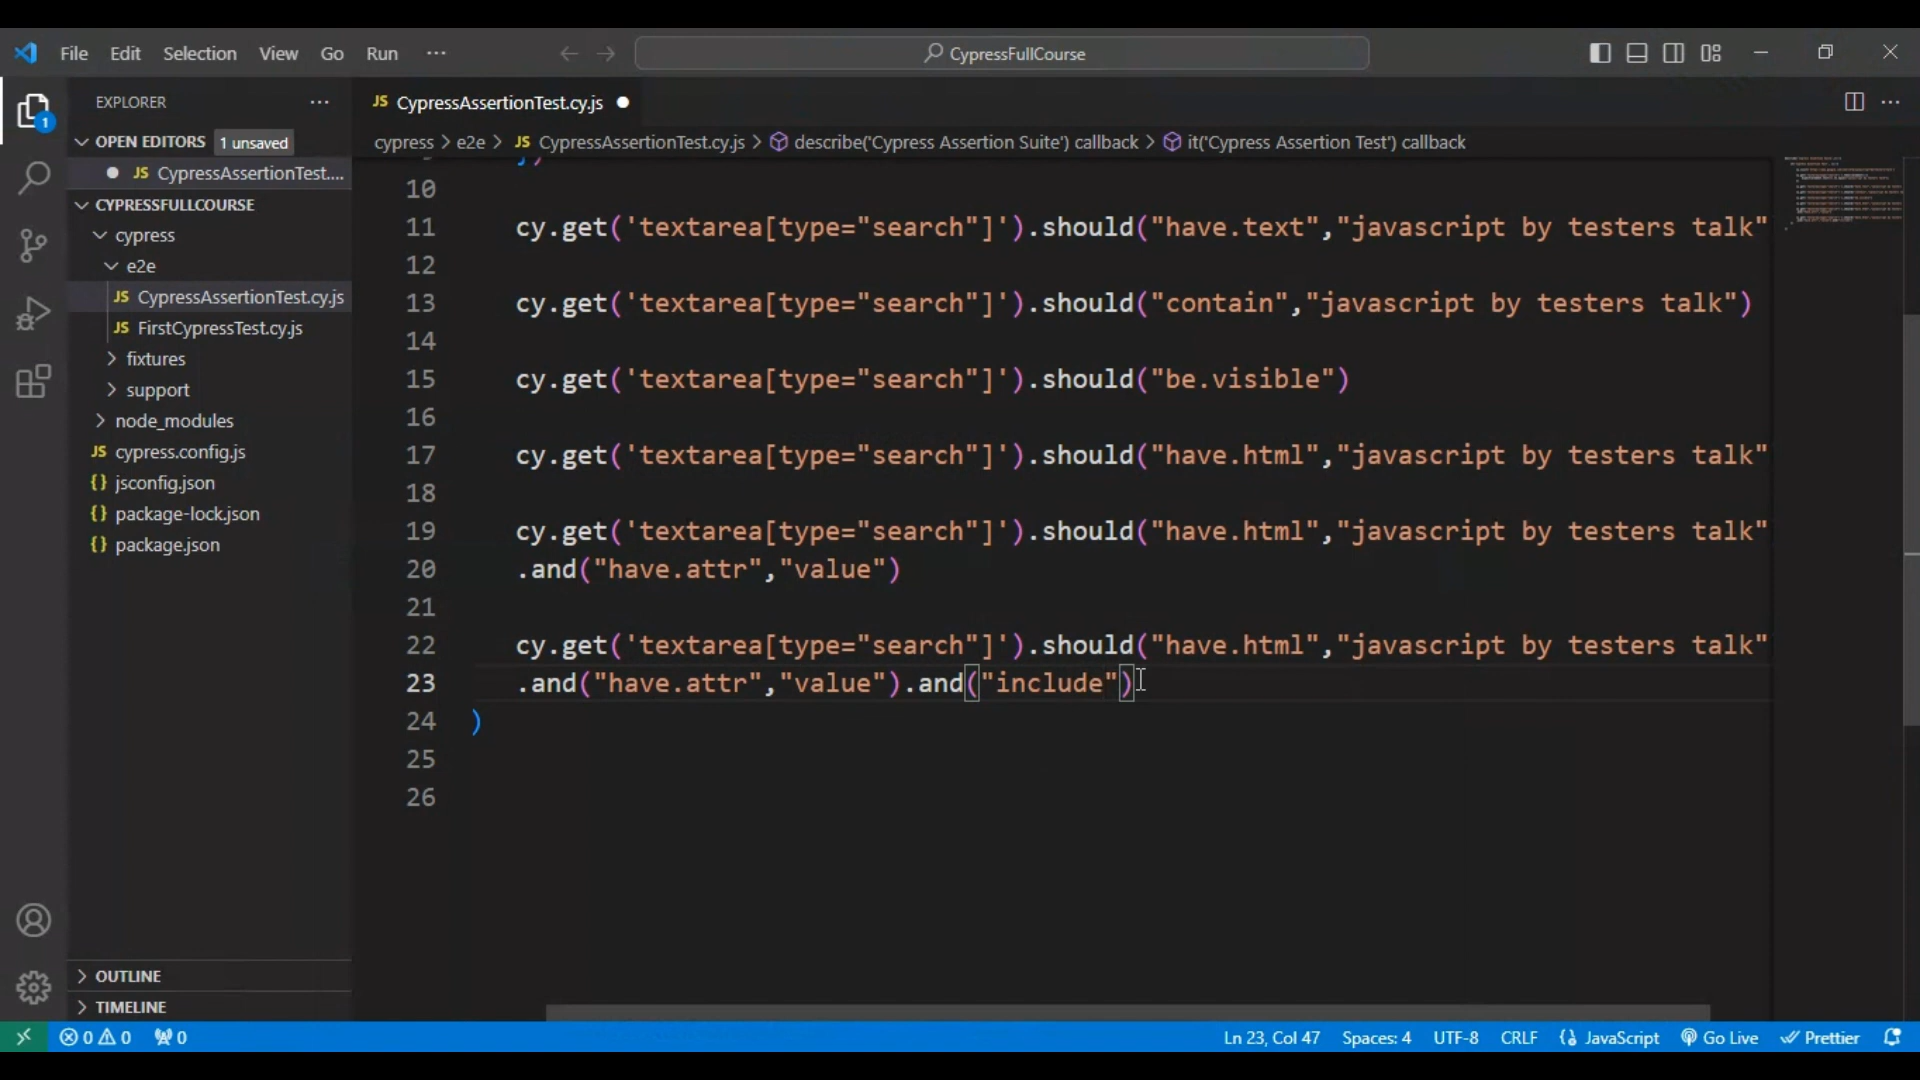 File Edit Selection View Go Run ···
CypressFullCourse
EXPLORER ···
OPEN EDITORS 1 unsaved
JS CypressAssertionTest....
CYPRESSFULLCOURSE
cypress
e2e
JS CypressAssertionTest.cy.js
JS FirstCypressTest.cy.js
fixtures
support
node_modules
JS cypress.config.js
{} jsconfig.json
{} package-lock.json
{} package.json
OUTLINE
TIMELINE
1
JS CypressAssertionTest.cy.js ●
cypress > e2e > JS CypressAssertionTest.cy.js > describe('Cypress Assertion Suite') callback > it('Cypress Assertion Test') callback
10
11 cy.get('textarea[type="search"]').should("have.text","javascript by testers talk"
12
13 cy.get('textarea[type="search"]').should("contain","javascript by testers talk")
14
15 cy.get('textarea[type="search"]').should("be.visible")
16
17 cy.get('textarea[type="search"]').should("have.html","javascript by testers talk"
18
19 cy.get('textarea[type="search"]').should("have.html","javascript by testers talk"
20 .and("have.attr","value")
21
22 cy.get('textarea[type="search"]').should("have.html","javascript by testers talk"
23 .and("have.attr","value").and("include")
24 )
25
26
0 0 0 Ln 23, Col 47 Spaces: 4 UTF-8 CRLF JavaScript Go Live Prettier